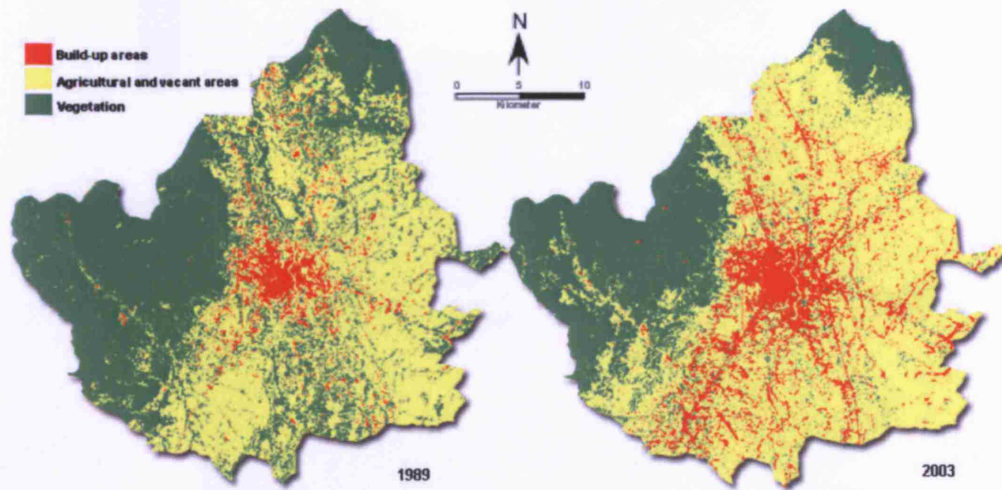 Build-up areas
Agricultural and vacant areas
Vegetation
N
0 5 10
Kilometer
1989
2003